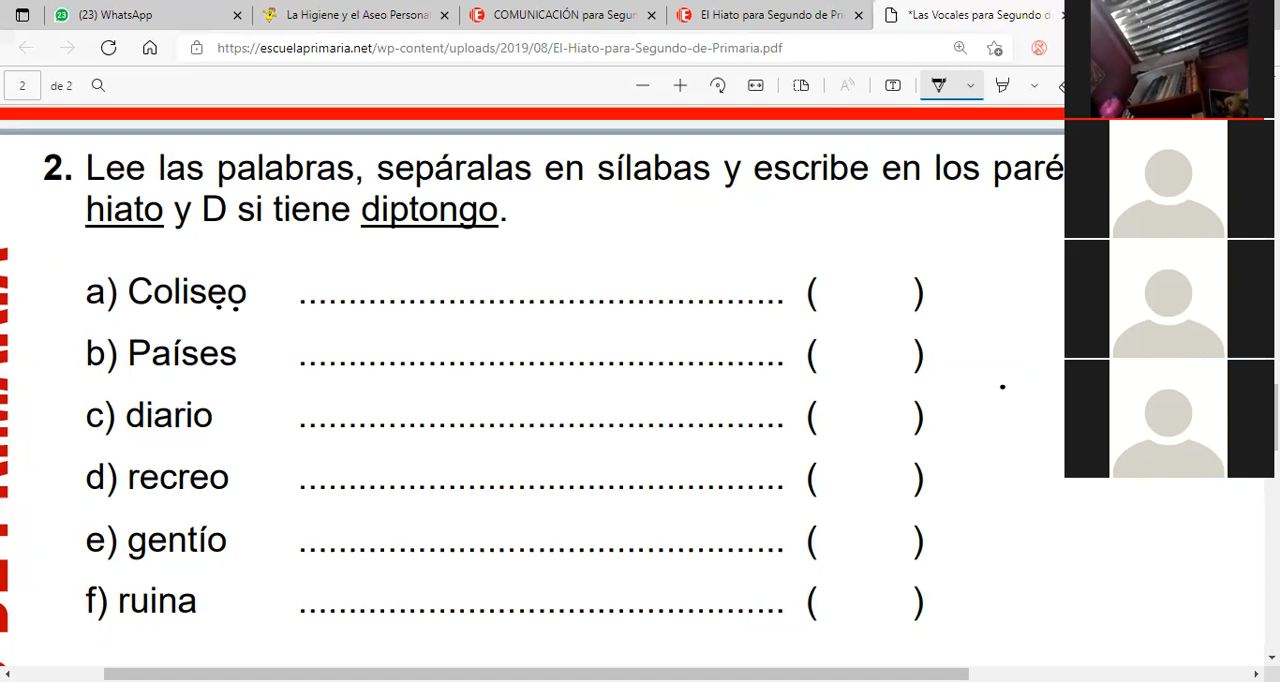 (23) WhatsApp
La Higiene y el Aseo Persona
COMUNICACIÓN para Segun
El Hiato para Segundo de Pri
*Las Vocales para Segundo d
https://escuelaprimaria.net/wp-content/uploads/2019/08/El-Hiato-para-Segundo-de-Primaria.pdf
2 de 2
2. Lee las palabras, sepáralas en sílabas y escribe en los paré
hiato y D si tiene diptongo.
a) Coliseo ................................................. ( )
b) Países ................................................. ( )
c) diario ................................................. ( )
d) recreo ................................................. ( )
e) gentío ................................................. ( )
f) ruina ................................................. ( )